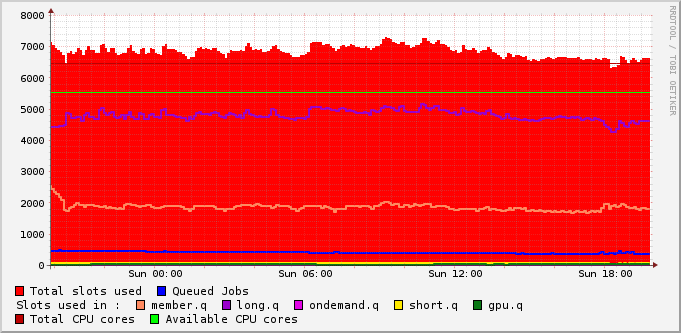 RRDTOOL / TOBI OETIKER
8000
7000
6000
5000
4000
3000
2000
1000
0
Sun 00:00 Sun 06:00 Sun 12:00 Sun 18:00
Total slots used Queued Jobs
Slots used in : member.q long.q ondemand.q short.q gpu.q
Total CPU cores Available CPU cores